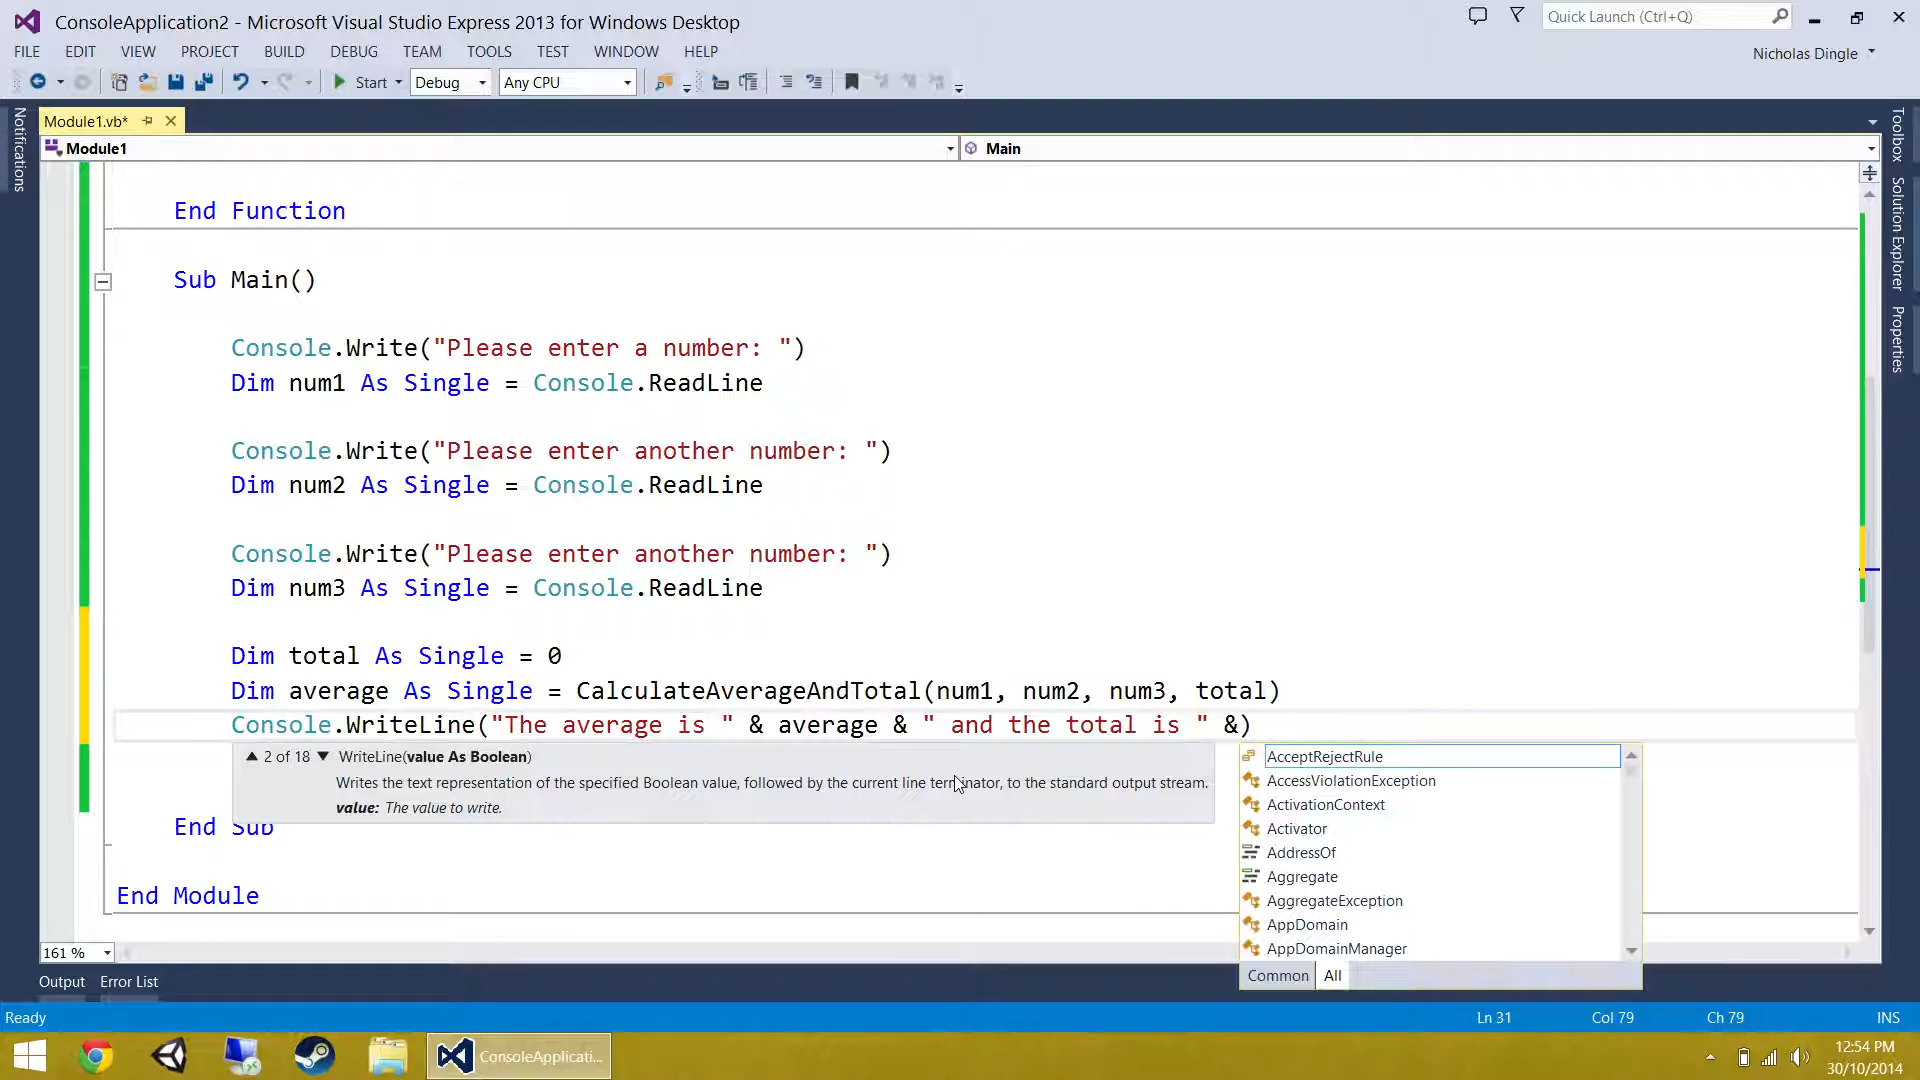 ConsoleApplication2 - Microsoft Visual Studio Express 2013 for Windows Desktop
Quick Launch (Ctrl+Q)
FILE EDIT VIEW PROJECT BUILD DEBUG TEAM TOOLS TEST WINDOW HELP
Nicholas Dingle
Start Debug Any CPU
Module1.vb*
Module1 Main
Notifications
Toolbox
Solution Explorer
Properties
End Function
Sub Main()
Console.Write("Please enter a number: ")
Dim num1 As Single = Console.ReadLine
Console.Write("Please enter another number: ")
Dim num2 As Single = Console.ReadLine
Console.Write("Please enter another number: ")
Dim num3 As Single = Console.ReadLine
Dim total As Single = 0
Dim average As Single = CalculateAverageAndTotal(num1, num2, num3, total)
Console.WriteLine("The average is " & average & " and the total is " &)
2 of 18 WriteLine(value As Boolean)
Writes the text representation of the specified Boolean value, followed by the current line terminator, to the standard output stream.
value: The value to write.
AcceptRejectRule
AccessViolationException
ActivationContext
Activator
AddressOf
Aggregate
AggregateException
AppDomain
AppDomainManager
Common All
End Sub
End Module
161 %
Output Error List
Ready Ln 31 Col 79 Ch 79 INS
ConsoleApplicati...
12:54 PM
30/10/2014